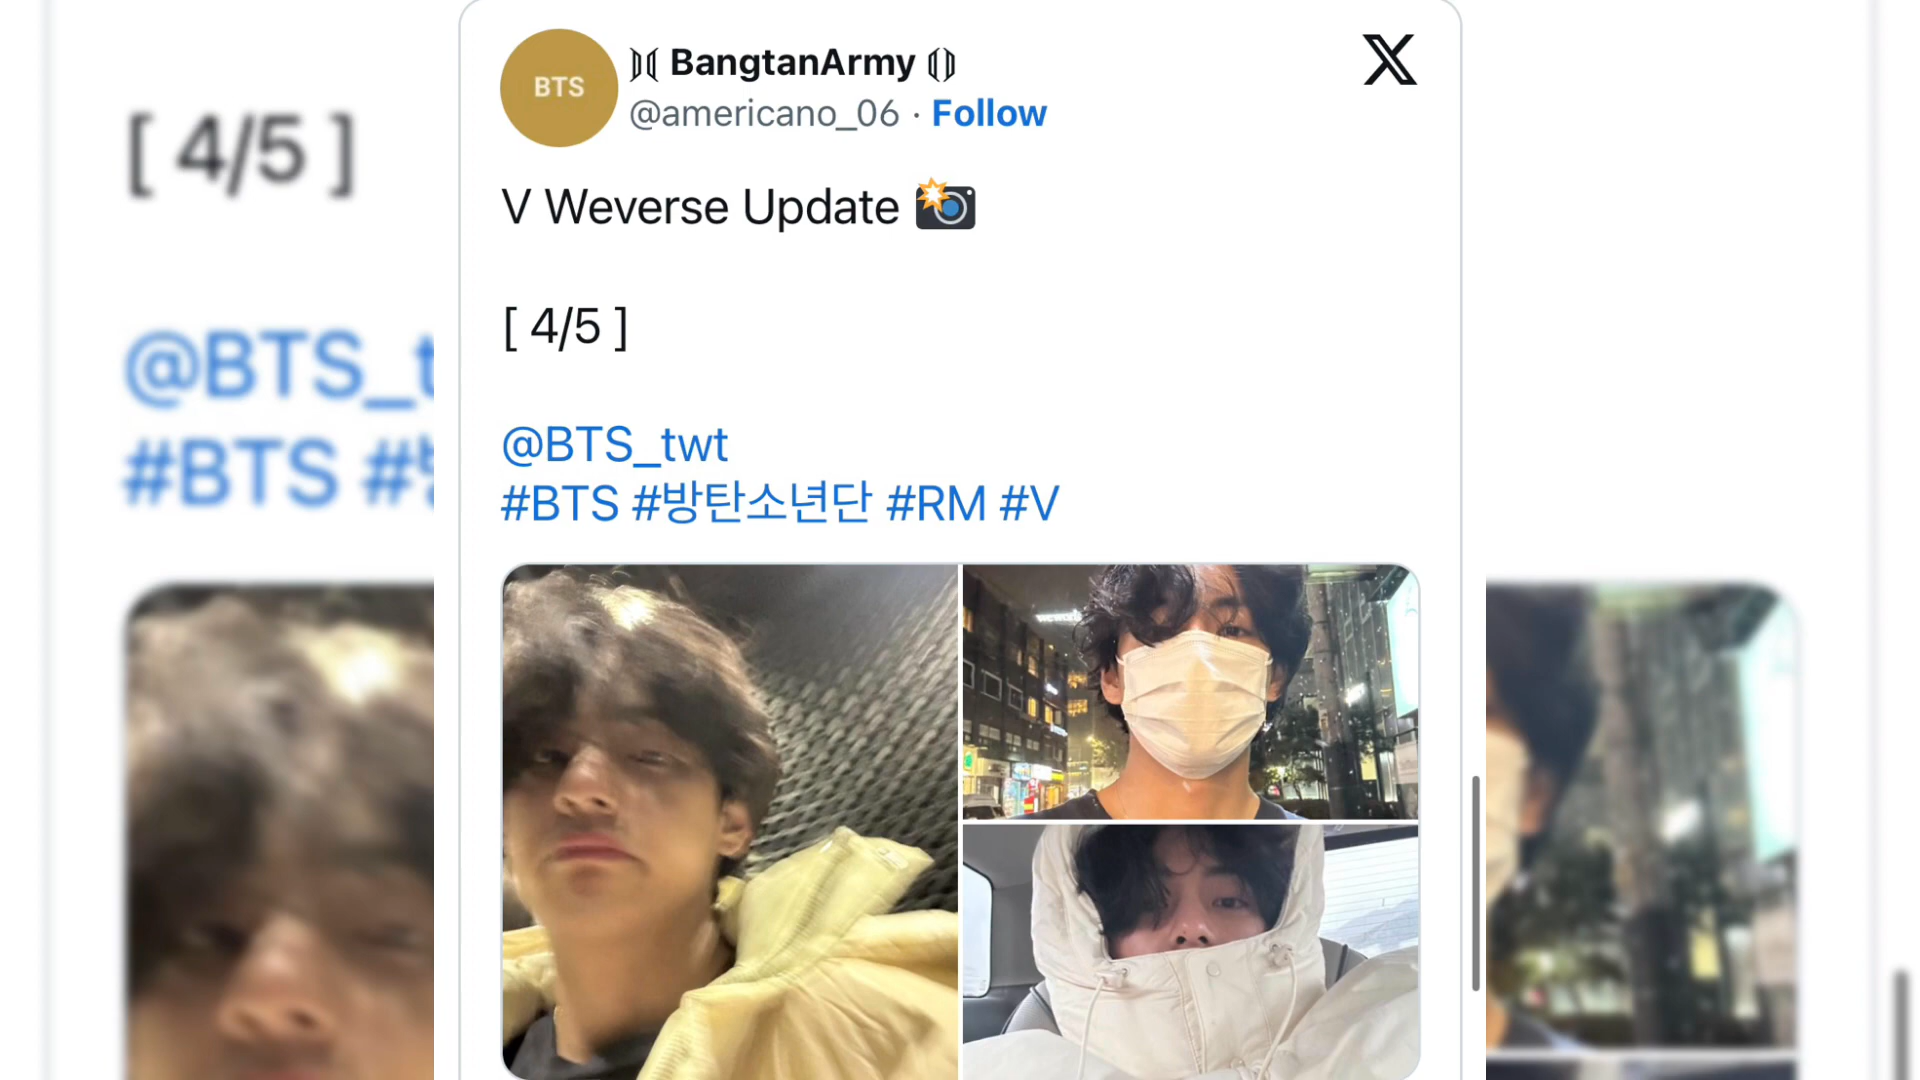 [ 4/5 ]
@BTS_t
#BTS #
BTS
BangtanArmy
@americano_06 · Follow
V Weverse Update 📸
[ 4/5 ]
@BTS_twt
#BTS #방탄소년단 #RM #V